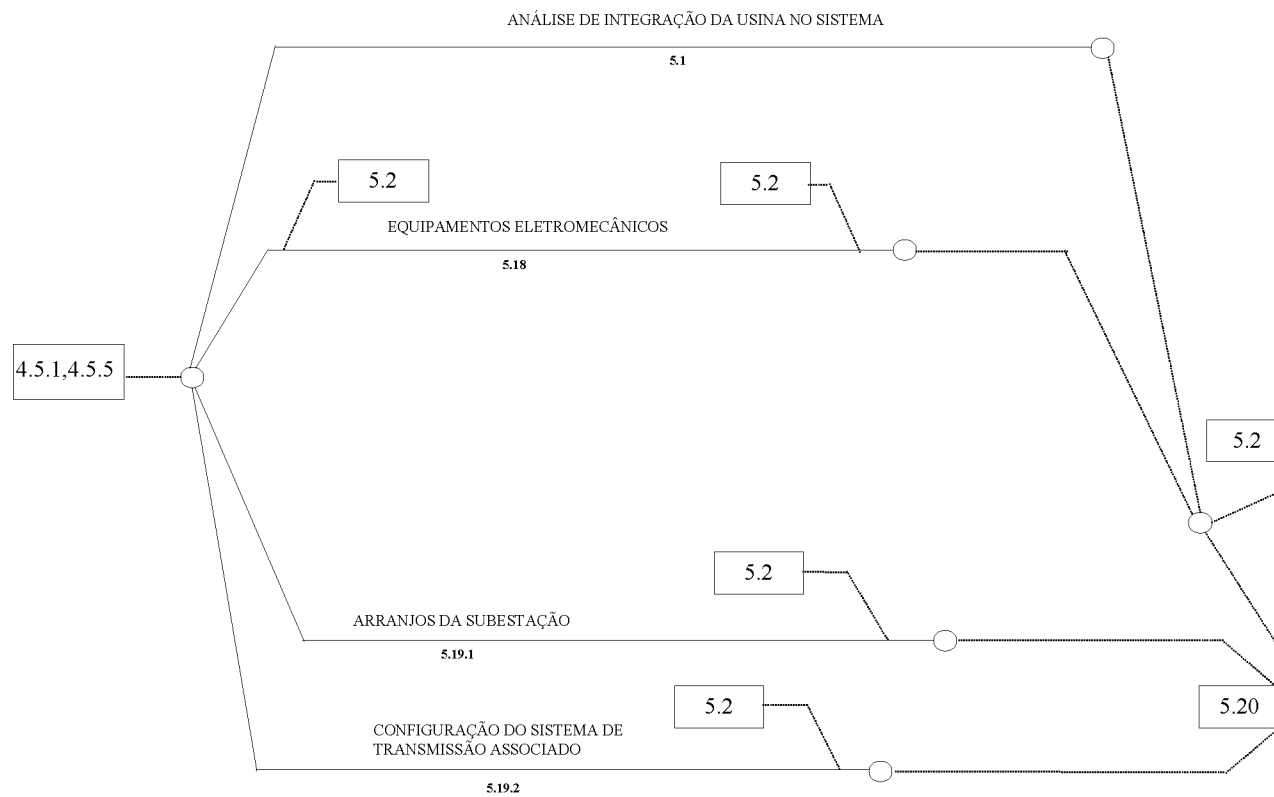 ANÁLISE DE INTEGRAÇÃO DA USINA NO SISTEMA
5.1
5.2
5.2
EQUIPAMENTOS ELETROMECÂNICOS
5.18
4.5.1,4.5.5
5.2
5.2
ARRANJOS DA SUBESTAÇÃO
5.19.1
5.2
5.20
CONFIGURAÇÃO DO SISTEMA DE
TRANSMISSÃO ASSOCIADO
5.19.2